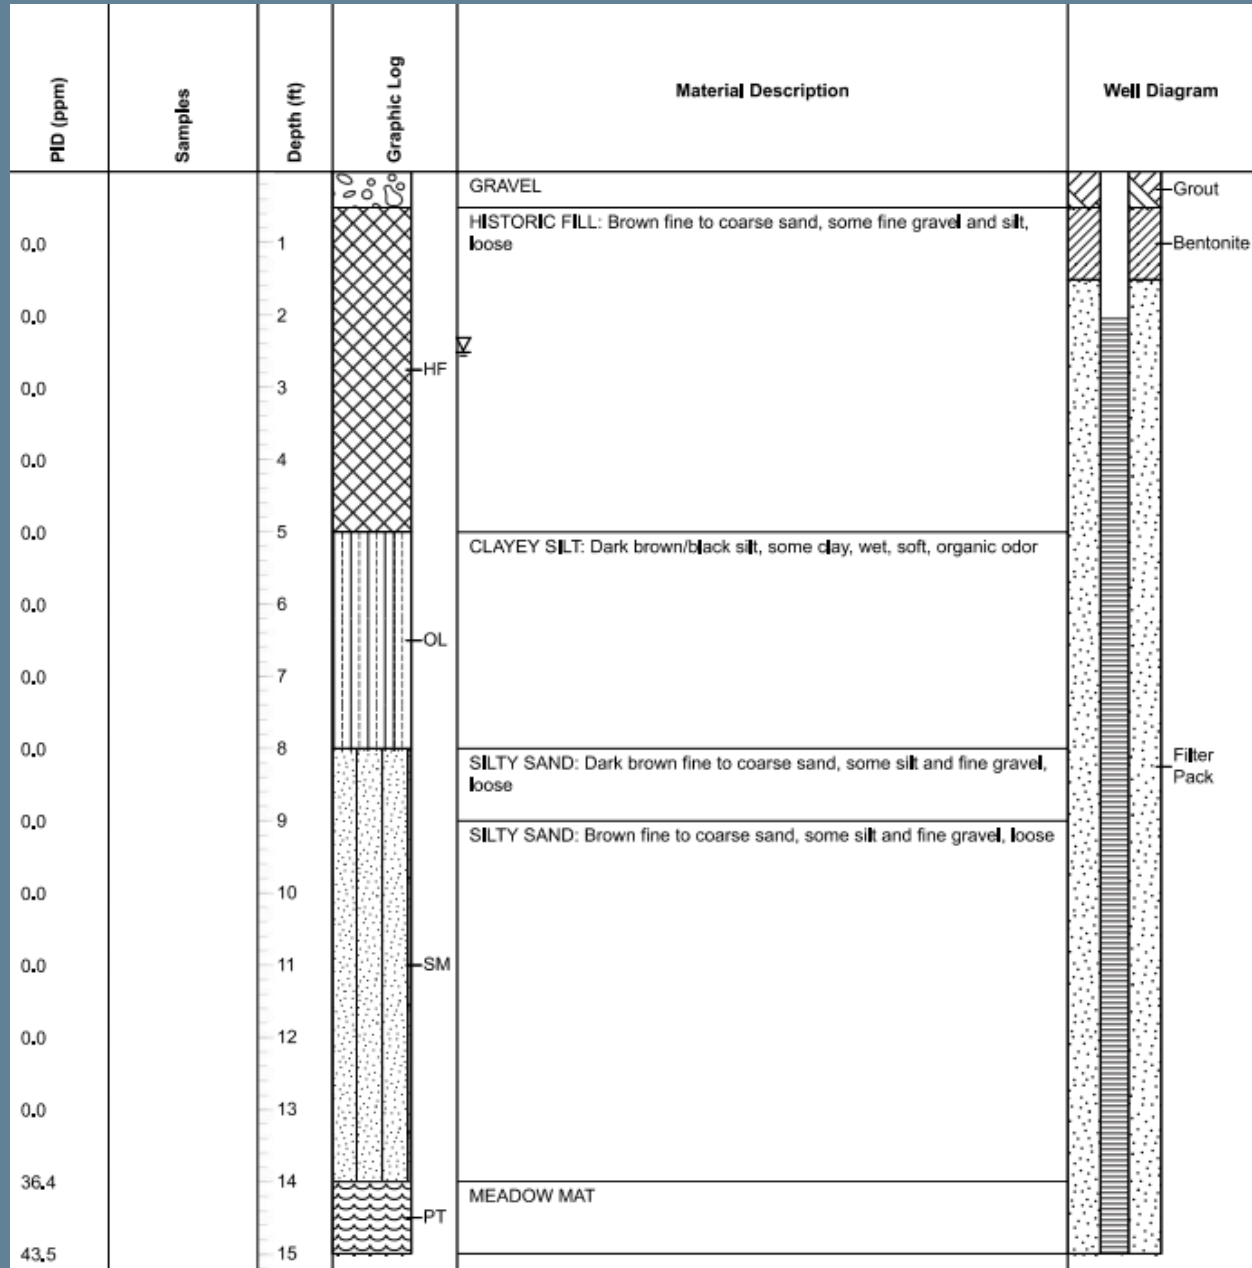 PID (ppm)
Samples
Depth (ft)
Graphic Log
Material Description
Well Diagram
GRAVEL
Grout
HISTORIC FILL: Brown fine to coarse sand, some fine gravel and silt,
loose
0.0
1
Bentonite
0.0
2
HF
0.0
3
0.0
4
0.0
5
CLAYEY SILT: Dark brown/black silt, some clay, wet, soft, organic odor
0.0
6
OL
0.0
7
0.0
8
SILTY SAND: Dark brown fine to coarse sand, some silt and fine gravel,
loose
Filter
Pack
0.0
9
SILTY SAND: Brown fine to coarse sand, some silt and fine gravel, loose
0.0
10
0.0
11
SM
0.0
12
0.0
13
36.4
14
MEADOW MAT
PT
43.5
15